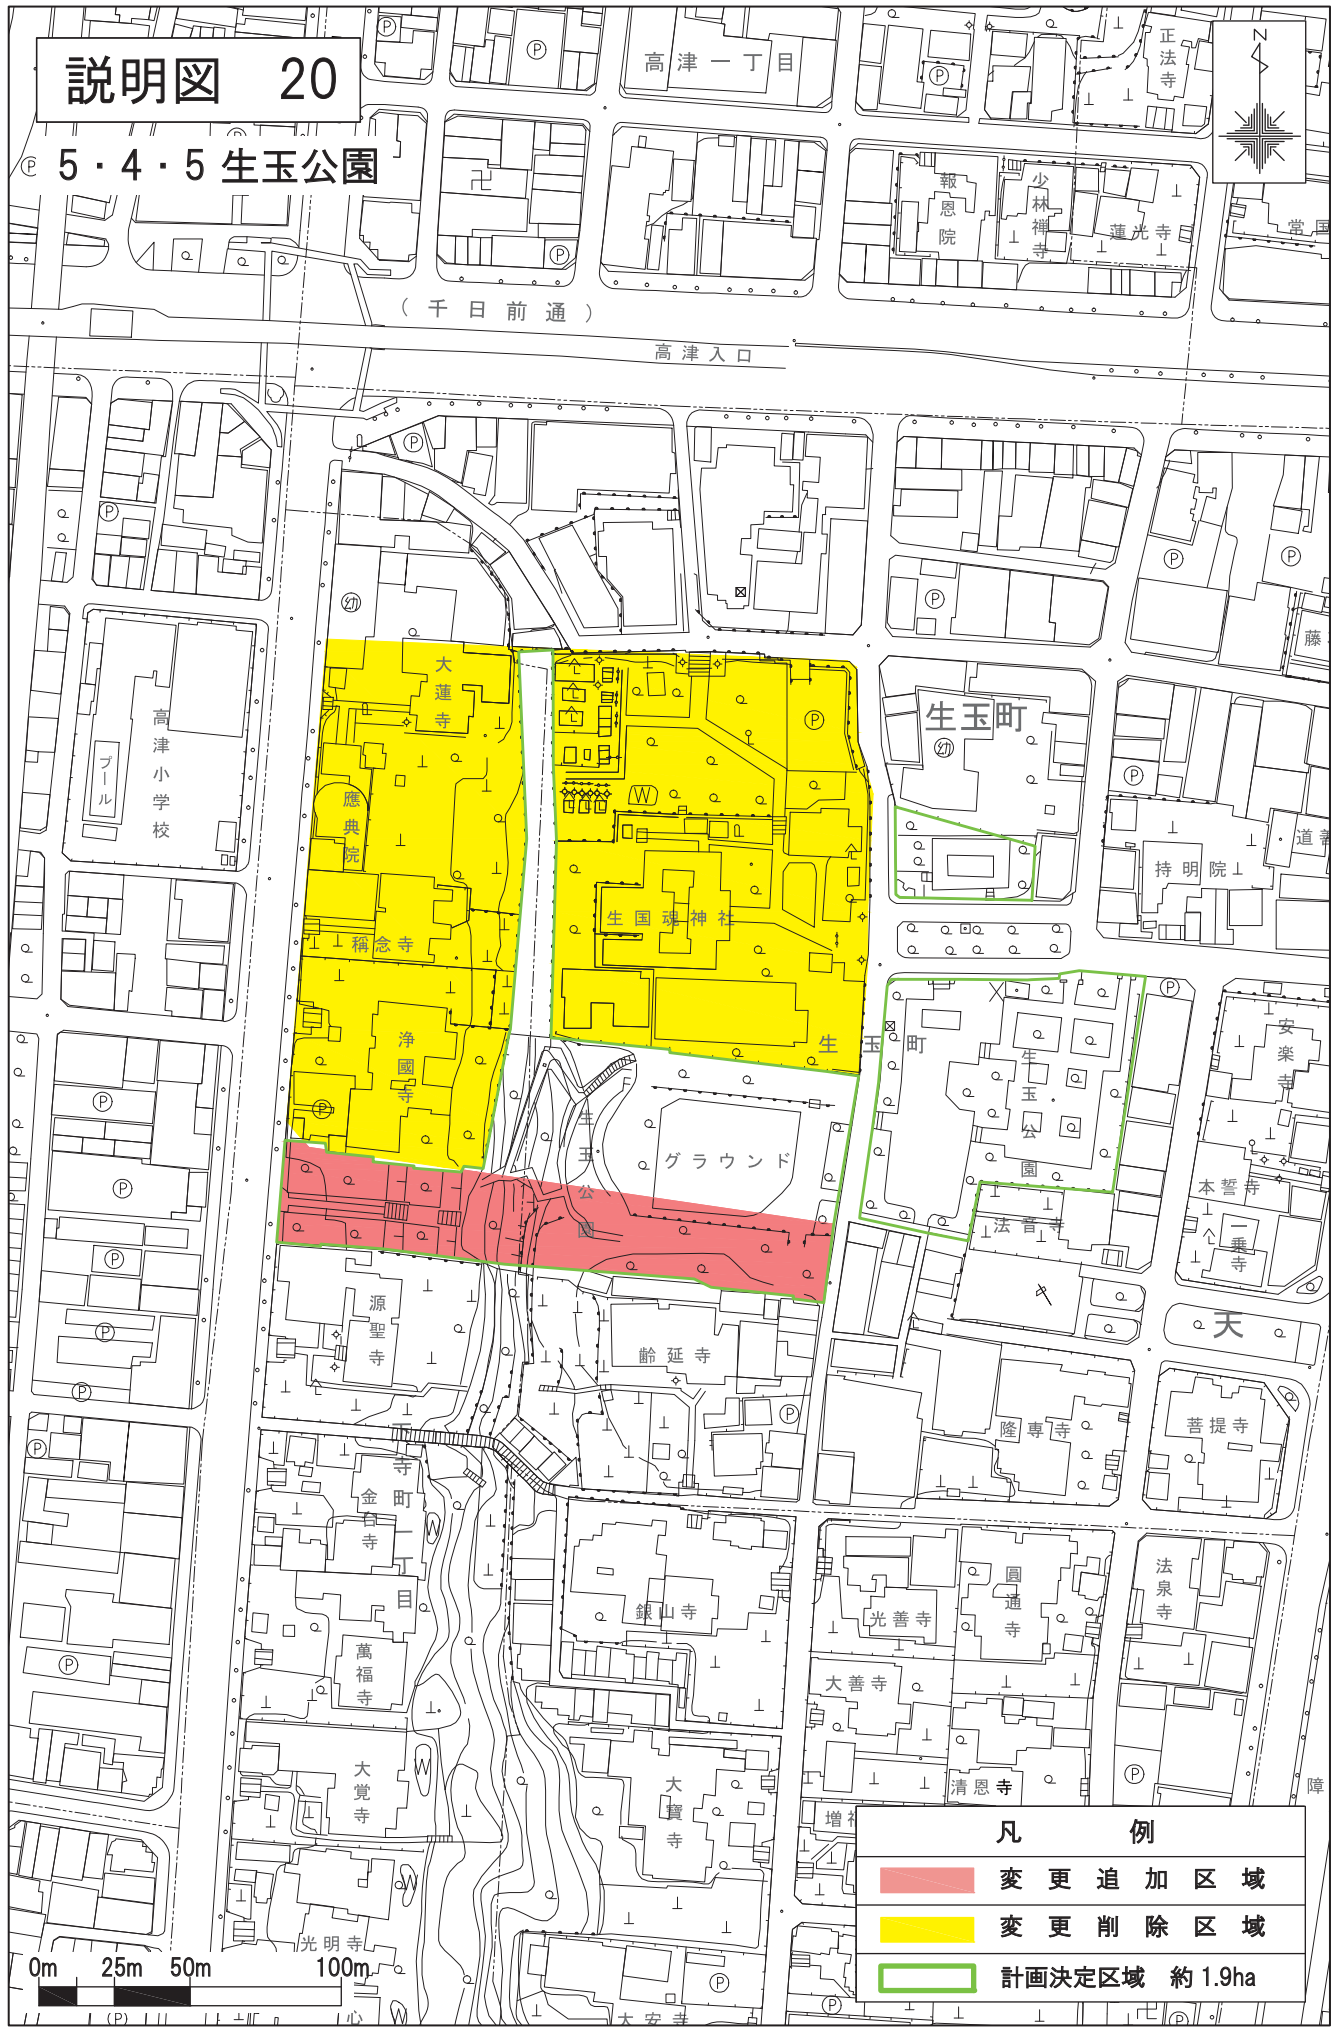 説明図 20
5・4・5 生玉公園
N
高津一丁目
正法寺
報恩院
少林禅寺
蓮光寺
常国
(千日前通)
高津入口
幼
大蓮寺
應典院
稱念寺
浄國寺
高津小学校
プール
生国魂神社
生玉町
幼
藤
道善
持明院
生玉町
生玉公園
安楽寺
本誓寺
一乗寺
法音寺
天
生玉公園
グラウンド
源聖寺
齢延寺
隆専寺
菩提寺
下寺町一丁目
金台寺
萬福寺
大覚寺
光明寺
心
銀山寺
光善寺
圓通寺
法泉寺
大善寺
清恩寺
増福
大寶寺
大安寺
障
凡例
変更追加区域
変更削除区域
計画決定区域 約1.9ha
0m 25m 50m 100m